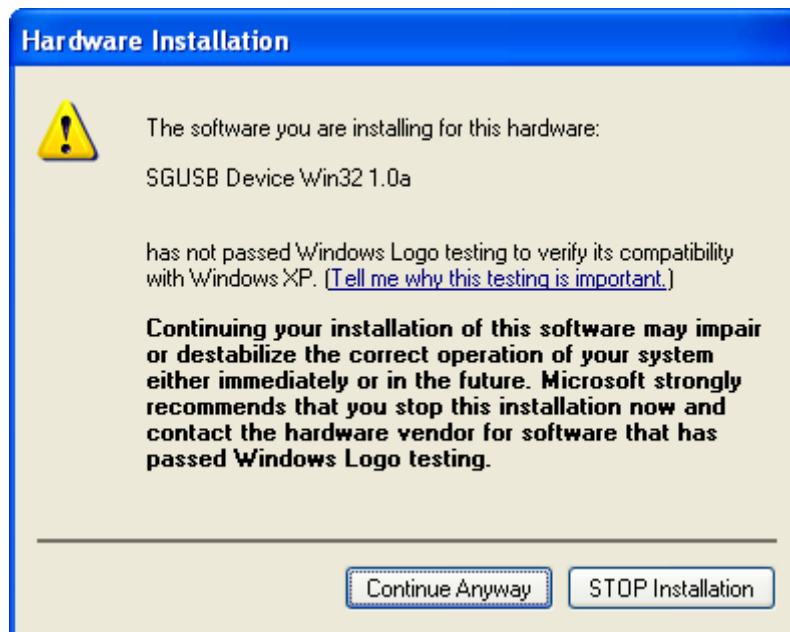 Hardware Installation
The software you are installing for this hardware:
SGUSB Device Win32 1.0a
has not passed Windows Logo testing to verify its compatibility
with Windows XP. (Tell me why this testing is important.)
Continuing your installation of this software may impair
or destabilize the correct operation of your system
either immediately or in the future. Microsoft strongly
recommends that you stop this installation now and
contact the hardware vendor for software that has
passed Windows Logo testing.
Continue Anyway
STOP Installation